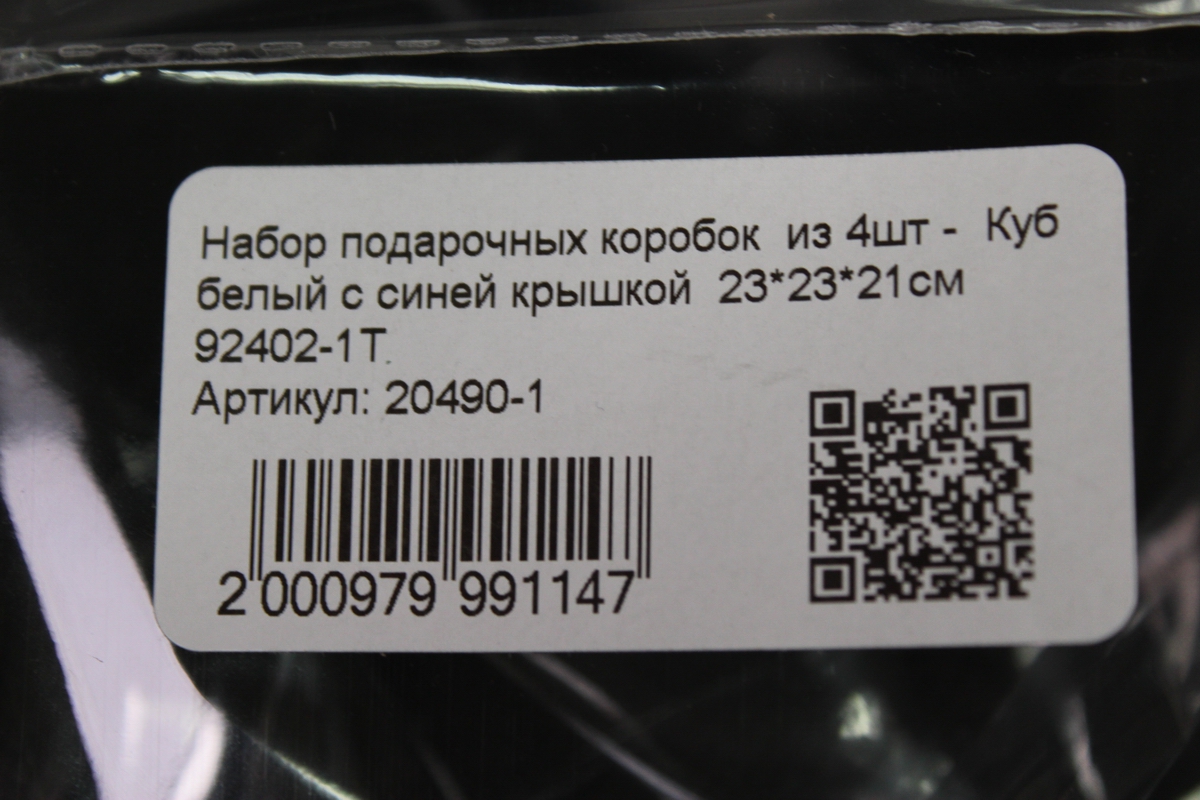 Набор подарочных коробок из 4шт - Куб
белый с синей крышкой 23*23*21см
92402-1Т
Артикул: 20490-1
2 000979 991147